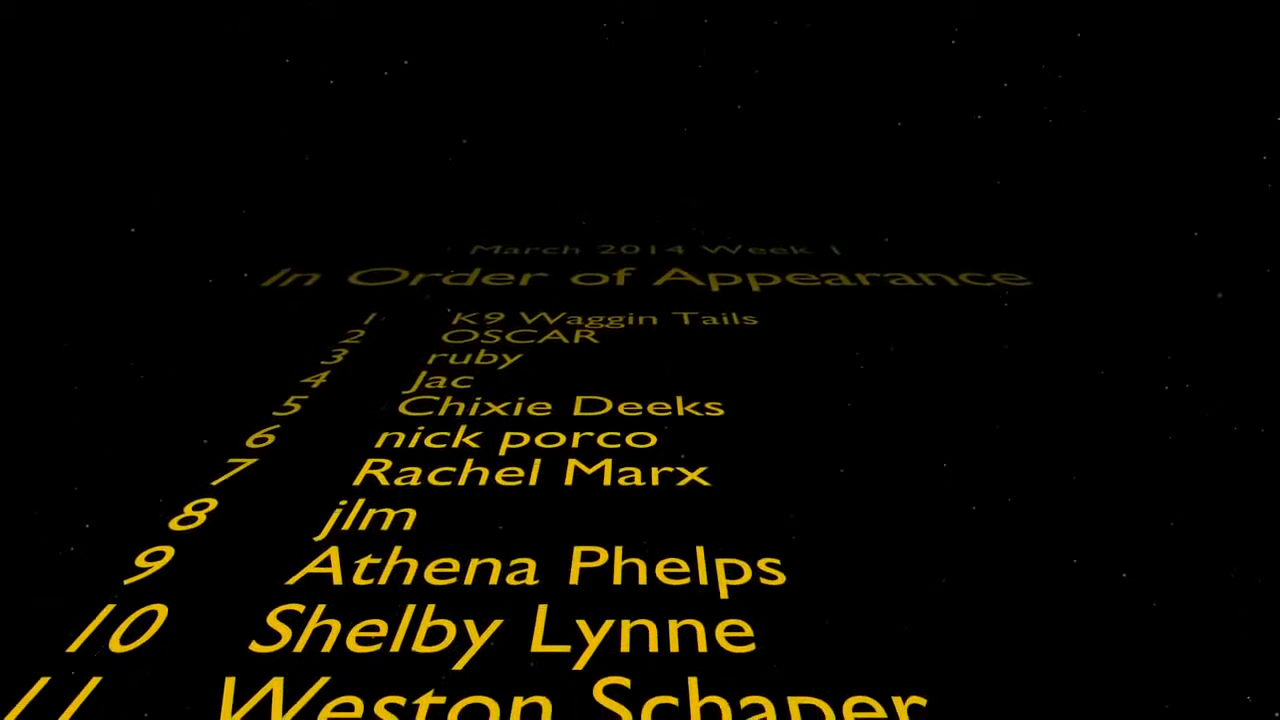 March 2014 Week 1
In Order of Appearance
1 K9 Waggin Tails
2 OSCAR
3 ruby
4 Jac
5 Chixie Deeks
6 nick porco
7 Rachel Marx
8 jlm
9 Athena Phelps
10 Shelby Lynne
11 Weston Schaper